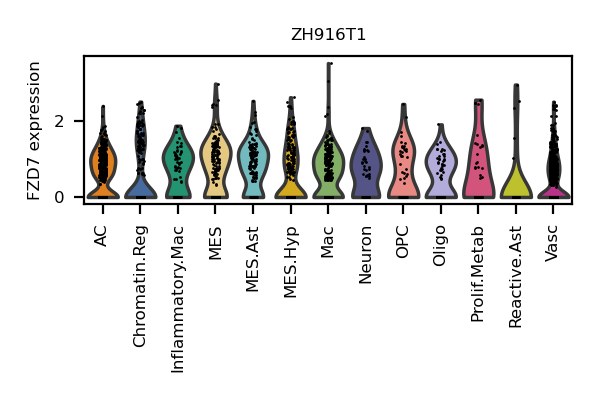 ZH916T1
FZD7 expression
2
0
AC
Chromatin.Reg
Inflammatory.Mac
MES
MES.Ast
MES.Hyp
Mac
Neuron
OPC
Oligo
Prolif.Metab
Reactive.Ast
Vasc